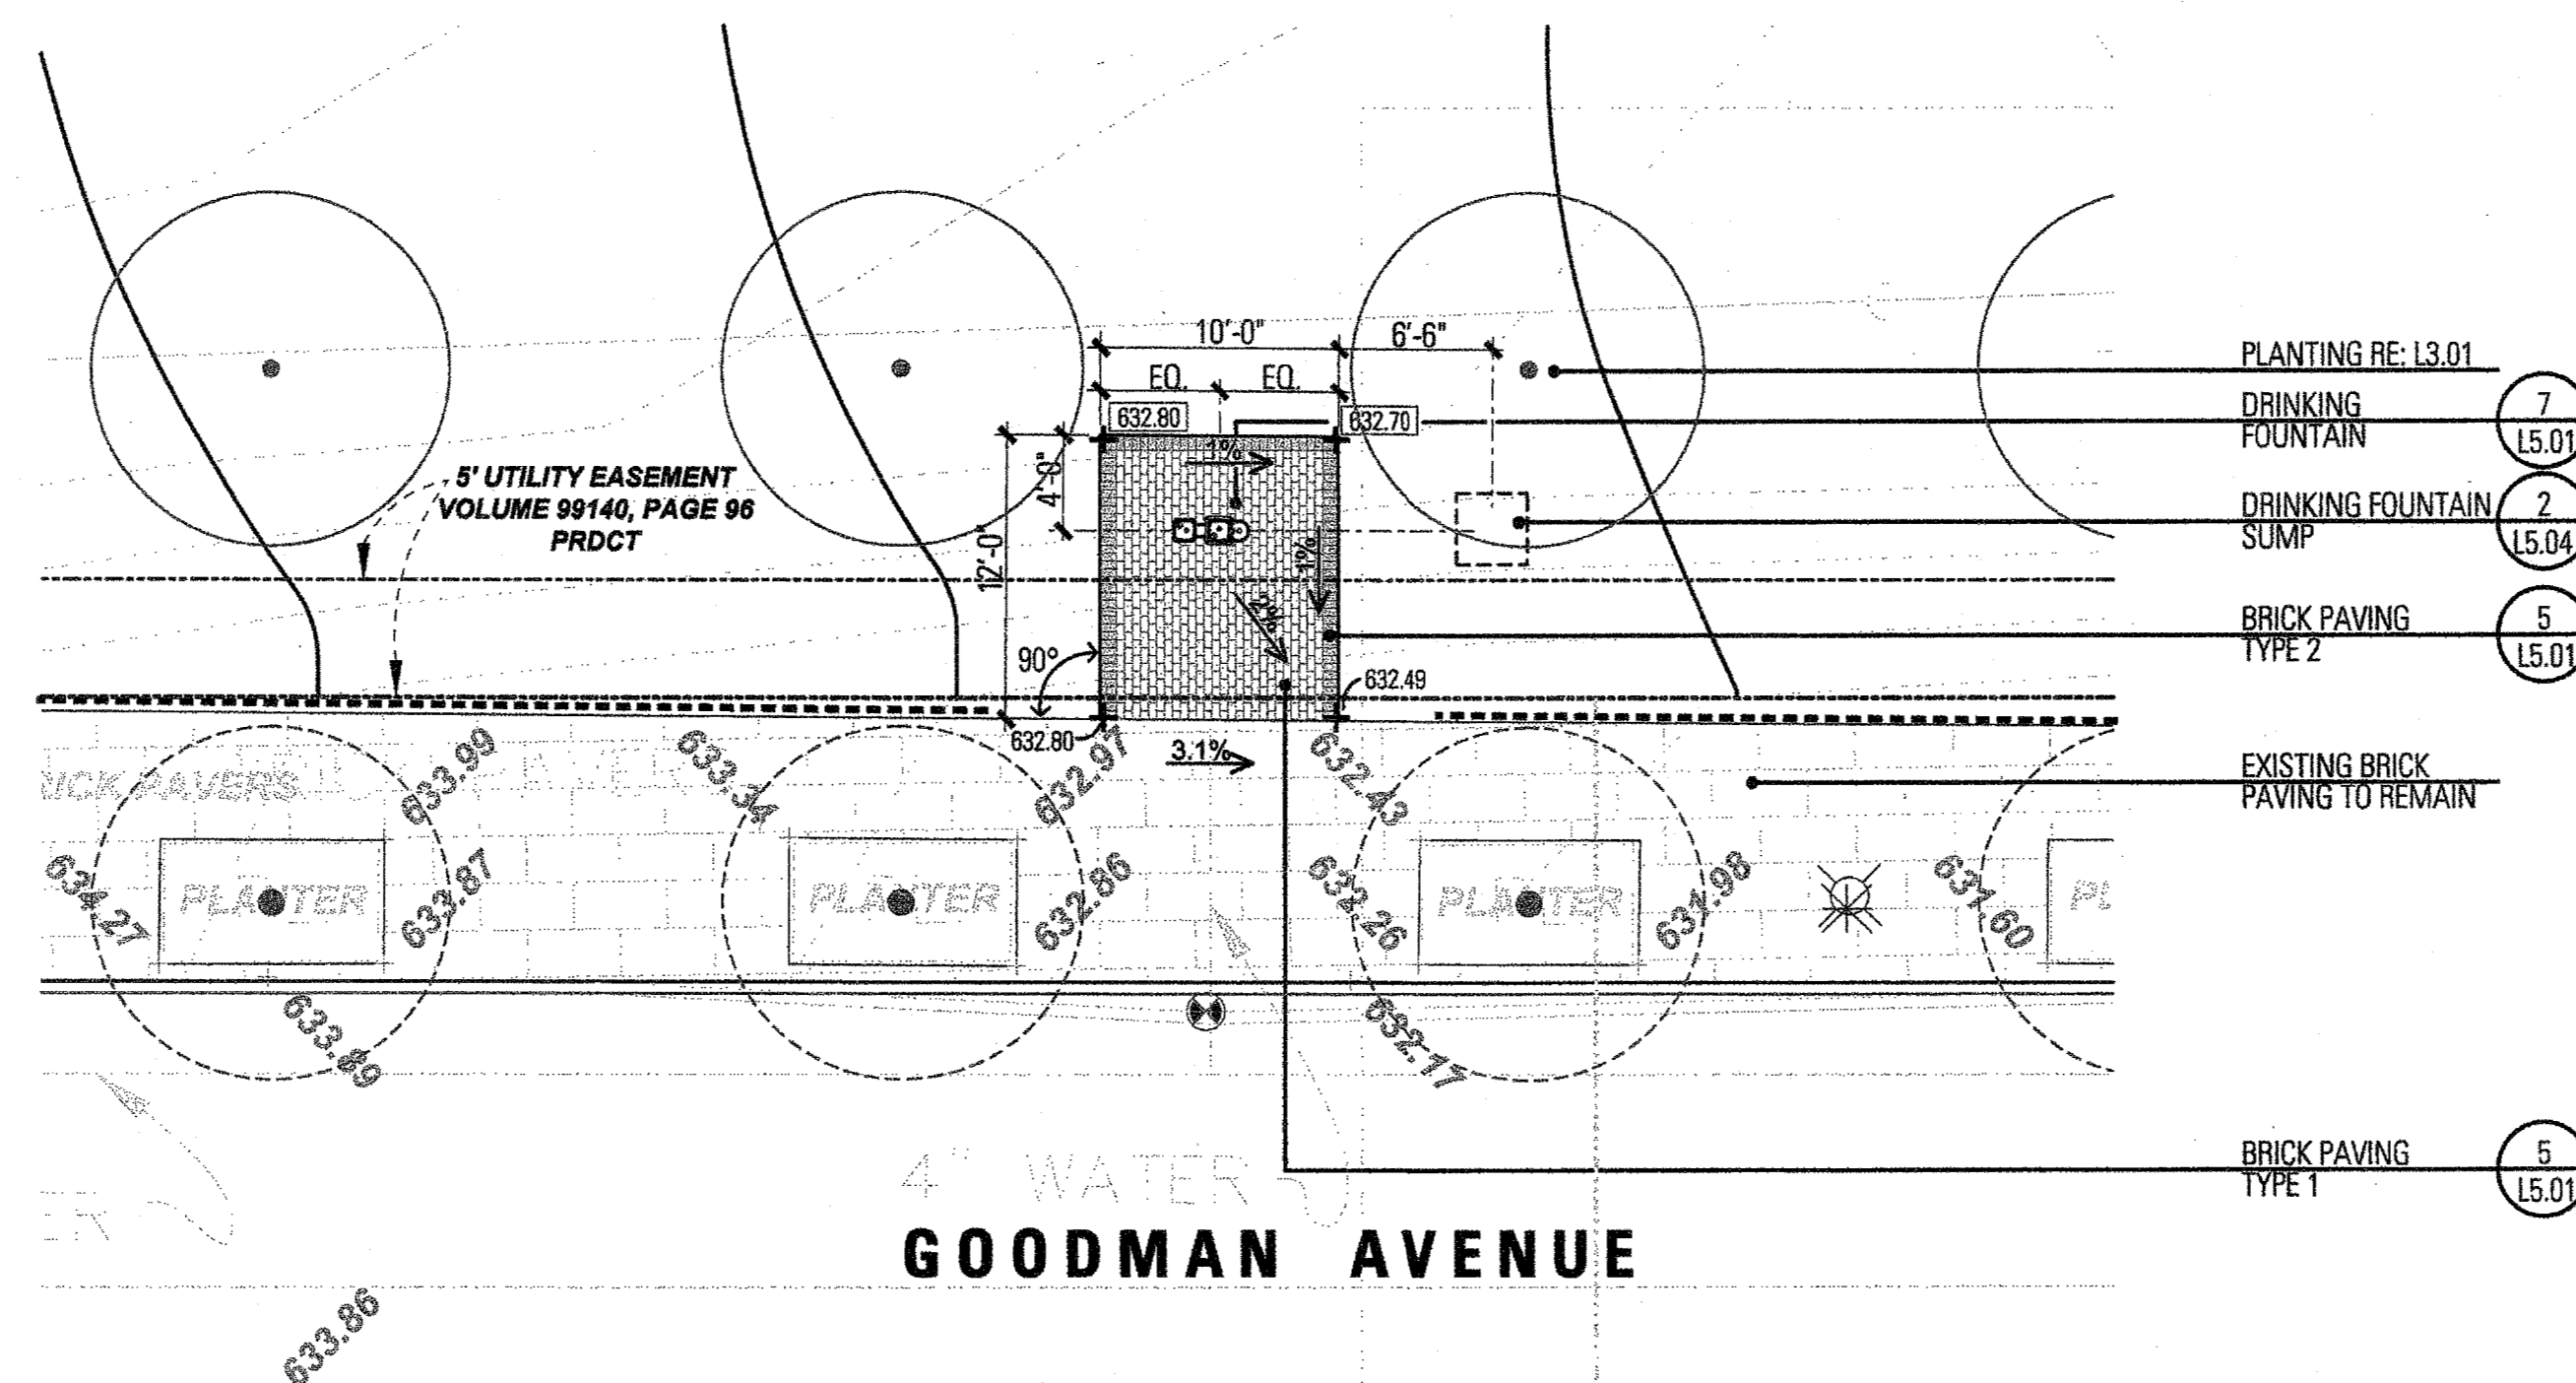 10'-0"
6'-6"
EQ.
EQ.
632.80
632.70
1%
4'-0"
12'-0"
1%
2%
90°
632.49
632.80
3.1%
5' UTILITY EASEMENT
VOLUME 99140, PAGE 96
PRDCT
PLANTING RE: L3.01
DRINKING
FOUNTAIN
7
L5.01
DRINKING FOUNTAIN
SUMP
2
L5.04
BRICK PAVING
TYPE 2
5
L5.01
EXISTING BRICK
PAVING TO REMAIN
BRICK PAVING
TYPE 1
5
L5.01
RICK PAVERS
633.99
633.34
632.97
632.43
634.27
PLANTER
633.87
PLANTER
632.86
632.26
PLANTER
631.98
631.60
PL
633.89
632.77
4" WATER
ER
GOODMAN AVENUE
633.86